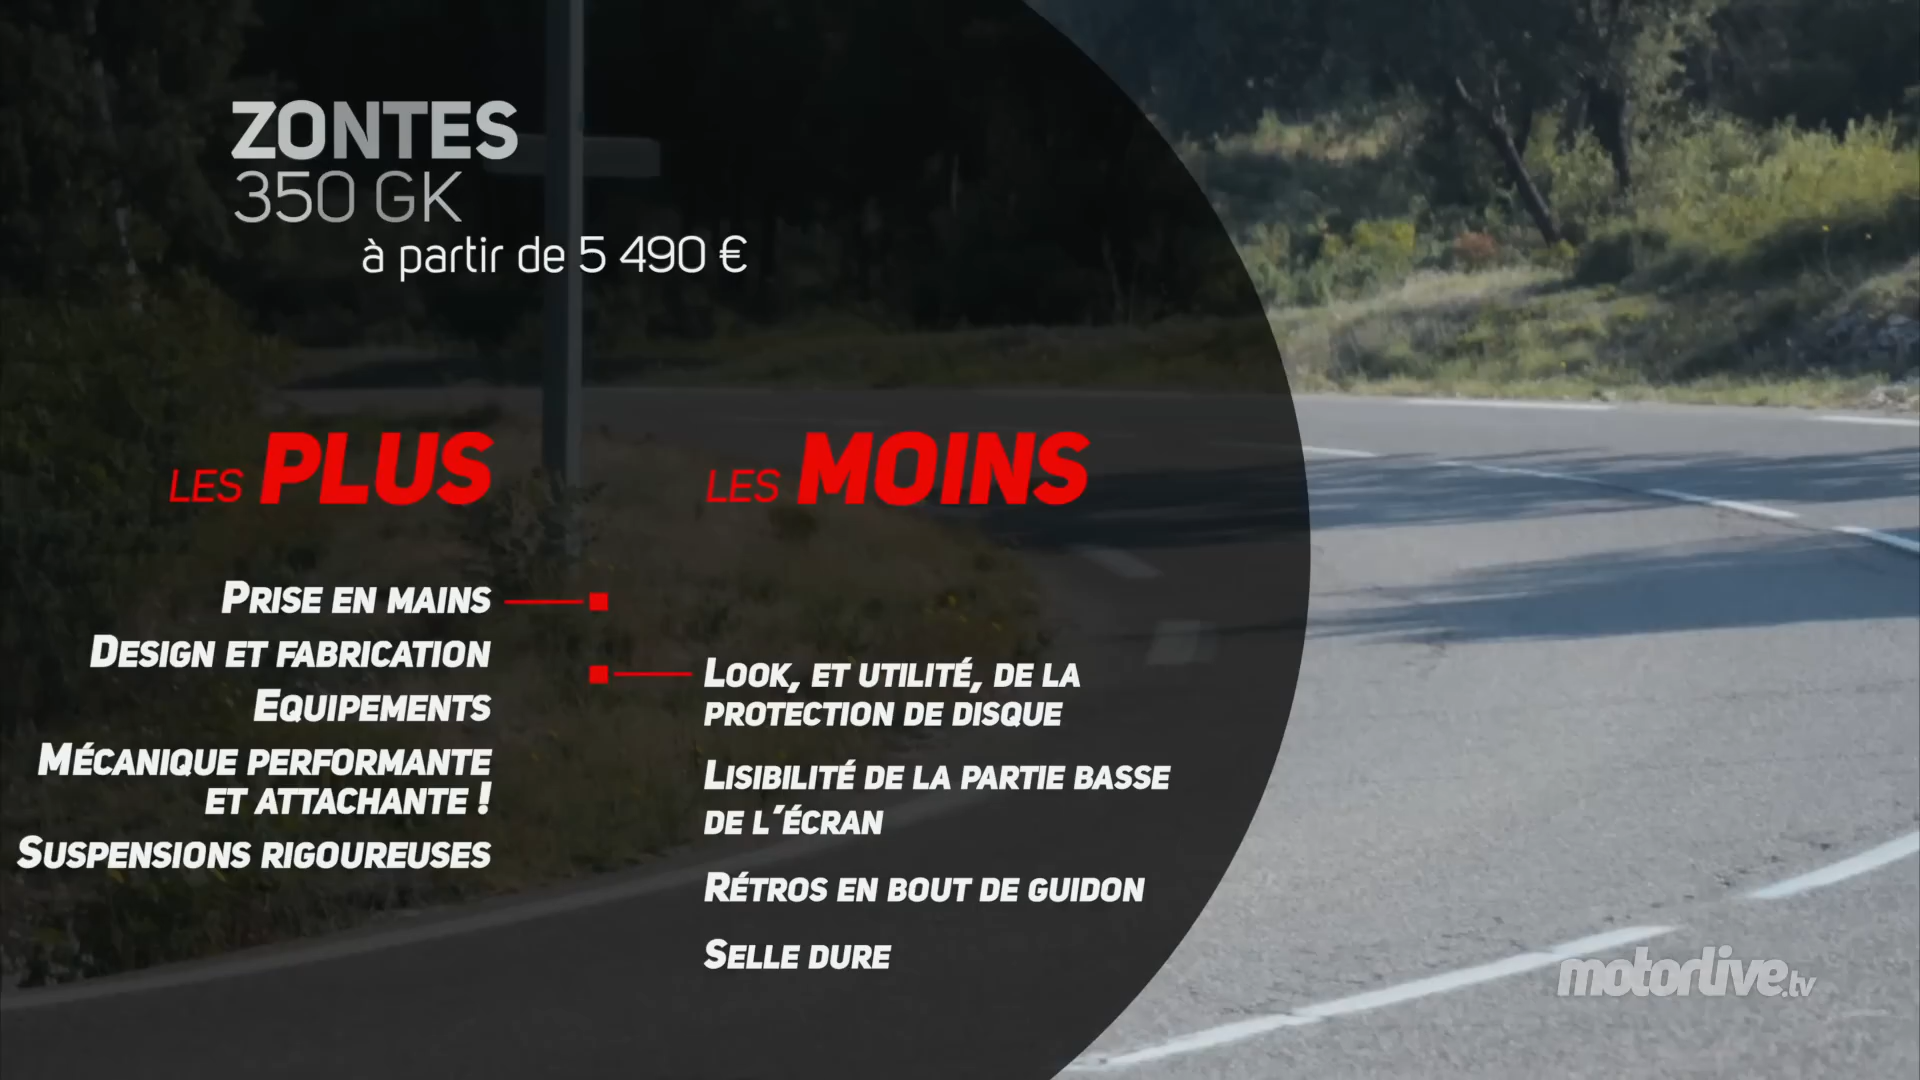 ZONTES
350 GK
à partir de 5 490 €
LES PLUS
PRISE EN MAINS
DESIGN ET FABRICATION
EQUIPEMENTS
MÉCANIQUE PERFORMANTE
ET ATTACHANTE !
SUSPENSIONS RIGOUREUSES
LES MOINS
LOOK, ET UTILITÉ, DE LA
PROTECTION DE DISQUE
LISIBILITÉ DE LA PARTIE BASSE
DE L'ÉCRAN
RÉTROS EN BOUT DE GUIDON
SELLE DURE
motorlive.tv